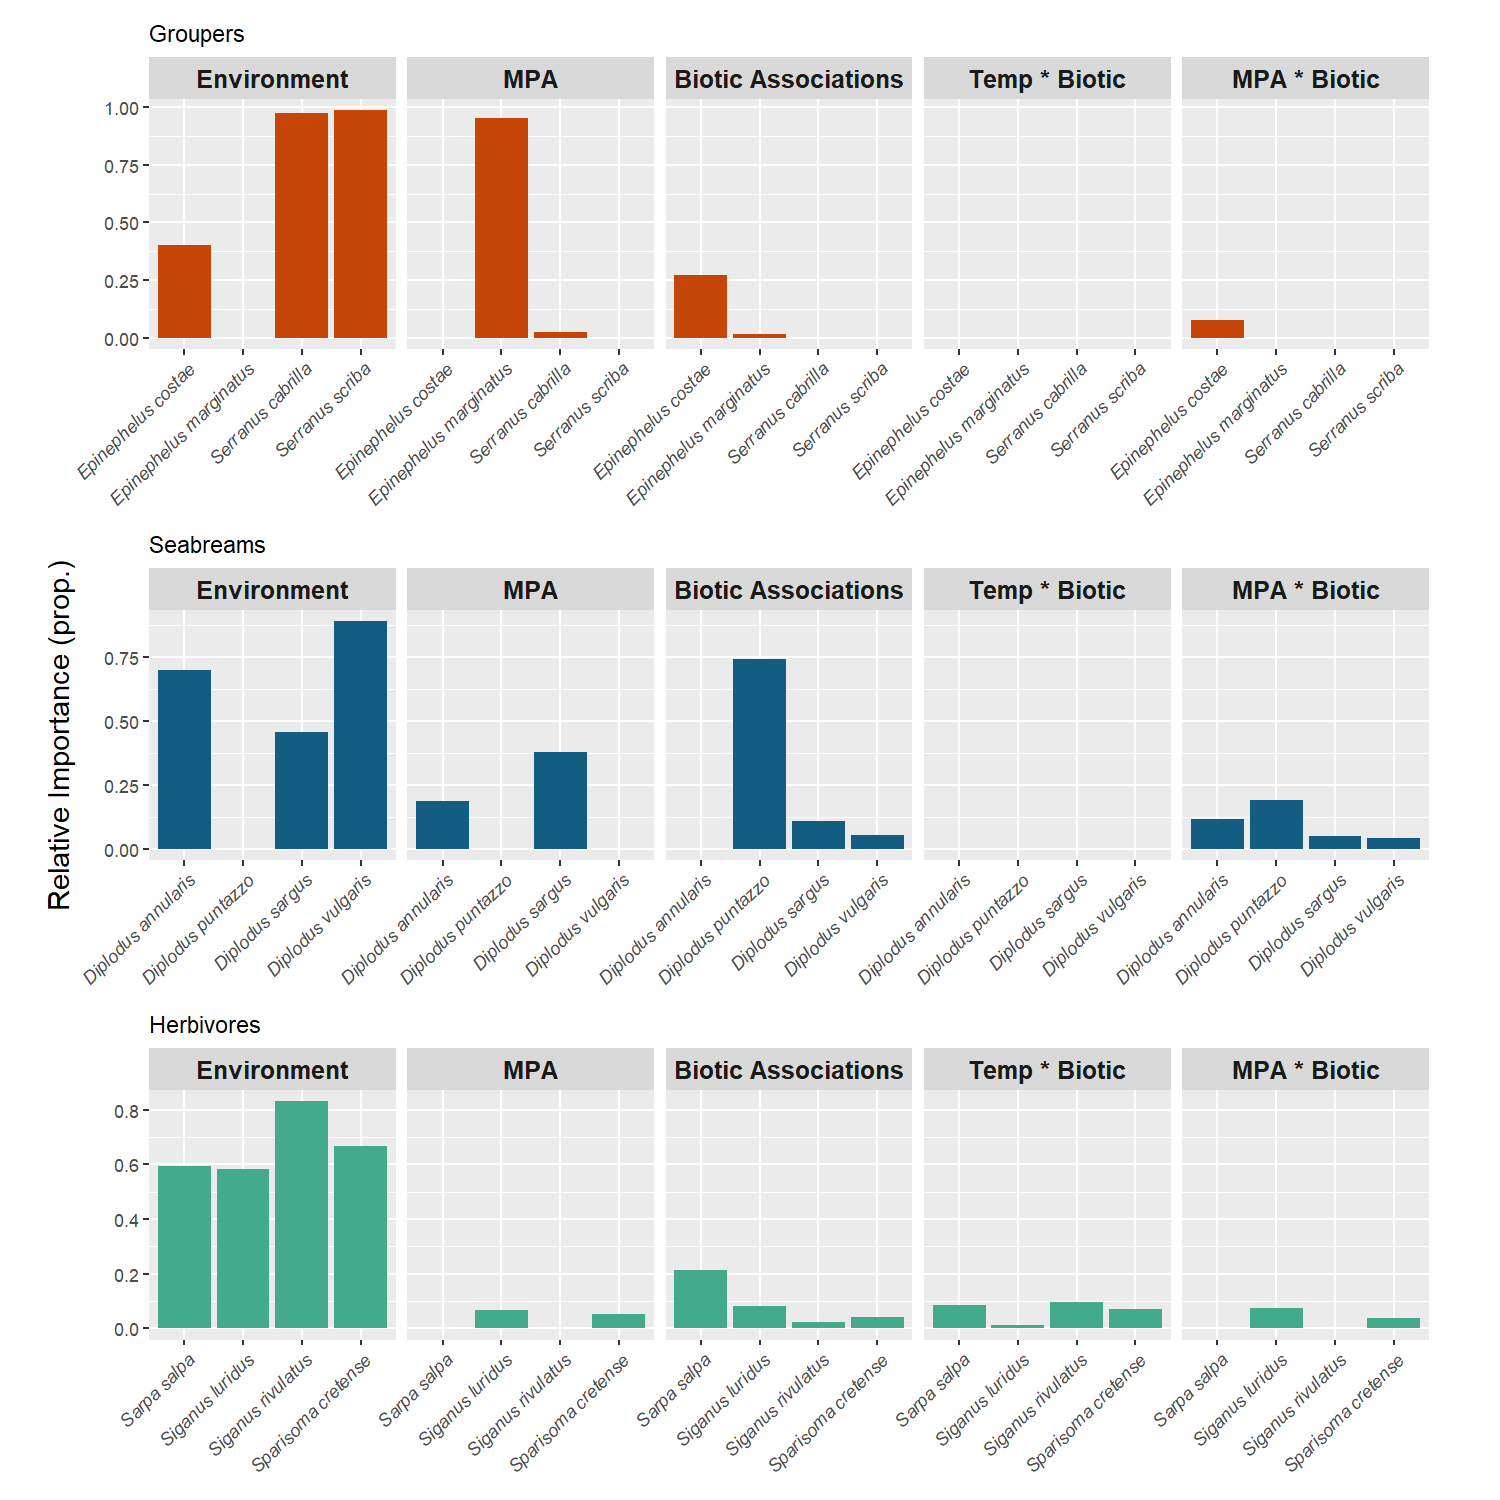 Groupers
Environment MPA Biotic Associations Temp * Biotic MPA * Biotic
1.00
0.75
0.50
0.25
0.00
Epinephelus costae Epinephelus marginatus Serranus cabrilla Serranus scriba Epinephelus costae Epinephelus marginatus Serranus cabrilla Serranus scriba Epinephelus costae Epinephelus marginatus Serranus cabrilla Serranus scriba Epinephelus costae Epinephelus marginatus Serranus cabrilla Serranus scriba Epinephelus costae Epinephelus marginatus Serranus cabrilla Serranus scriba
Relative Importance (prop.)
Seabreams
Environment MPA Biotic Associations Temp * Biotic MPA * Biotic
0.75
0.50
0.25
0.00
Diplodus annularis Diplodus puntazzo Diplodus sargus Diplodus vulgaris Diplodus annularis Diplodus puntazzo Diplodus sargus Diplodus vulgaris Diplodus annularis Diplodus puntazzo Diplodus sargus Diplodus vulgaris Diplodus annularis Diplodus puntazzo Diplodus sargus Diplodus vulgaris Diplodus annularis Diplodus puntazzo Diplodus sargus Diplodus vulgaris
Herbivores
Environment MPA Biotic Associations Temp * Biotic MPA * Biotic
0.8
0.6
0.4
0.2
0.0
Sarpa salpa Siganus luridus Siganus rivulatus Sparisoma cretense Sarpa salpa Siganus luridus Siganus rivulatus Sparisoma cretense Sarpa salpa Siganus luridus Siganus rivulatus Sparisoma cretense Sarpa salpa Siganus luridus Siganus rivulatus Sparisoma cretense Sarpa salpa Siganus luridus Siganus rivulatus Sparisoma cretense